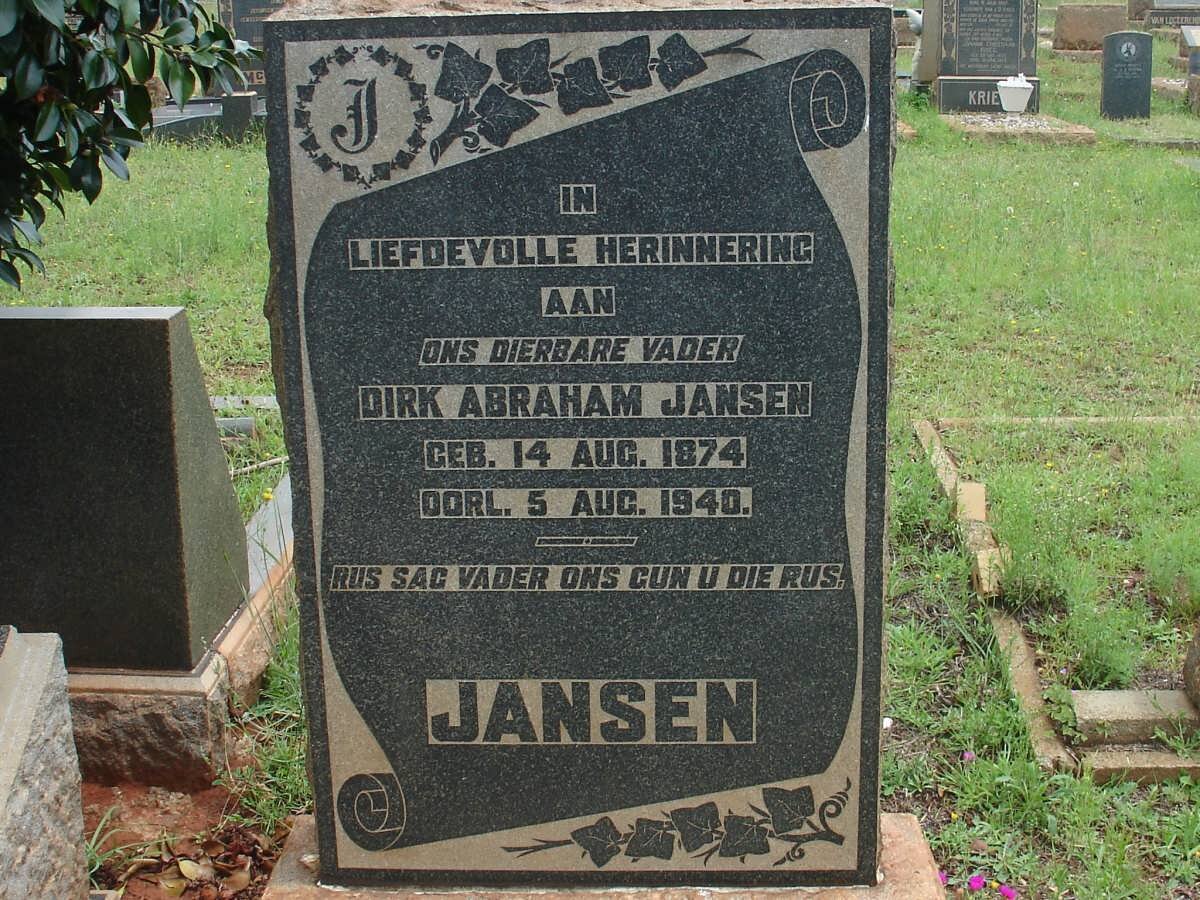 J
IN
LIEFDEVOLLE HERINNERING
AAN
ONS DIERBARE VADER
DIRK ABRAHAM JANSEN
GEB. 14 AUG. 1874
OORL. 5 AUG. 1940.
RUS SAG VADER ONS GUN U DIE RUS.
JANSEN
KRIE